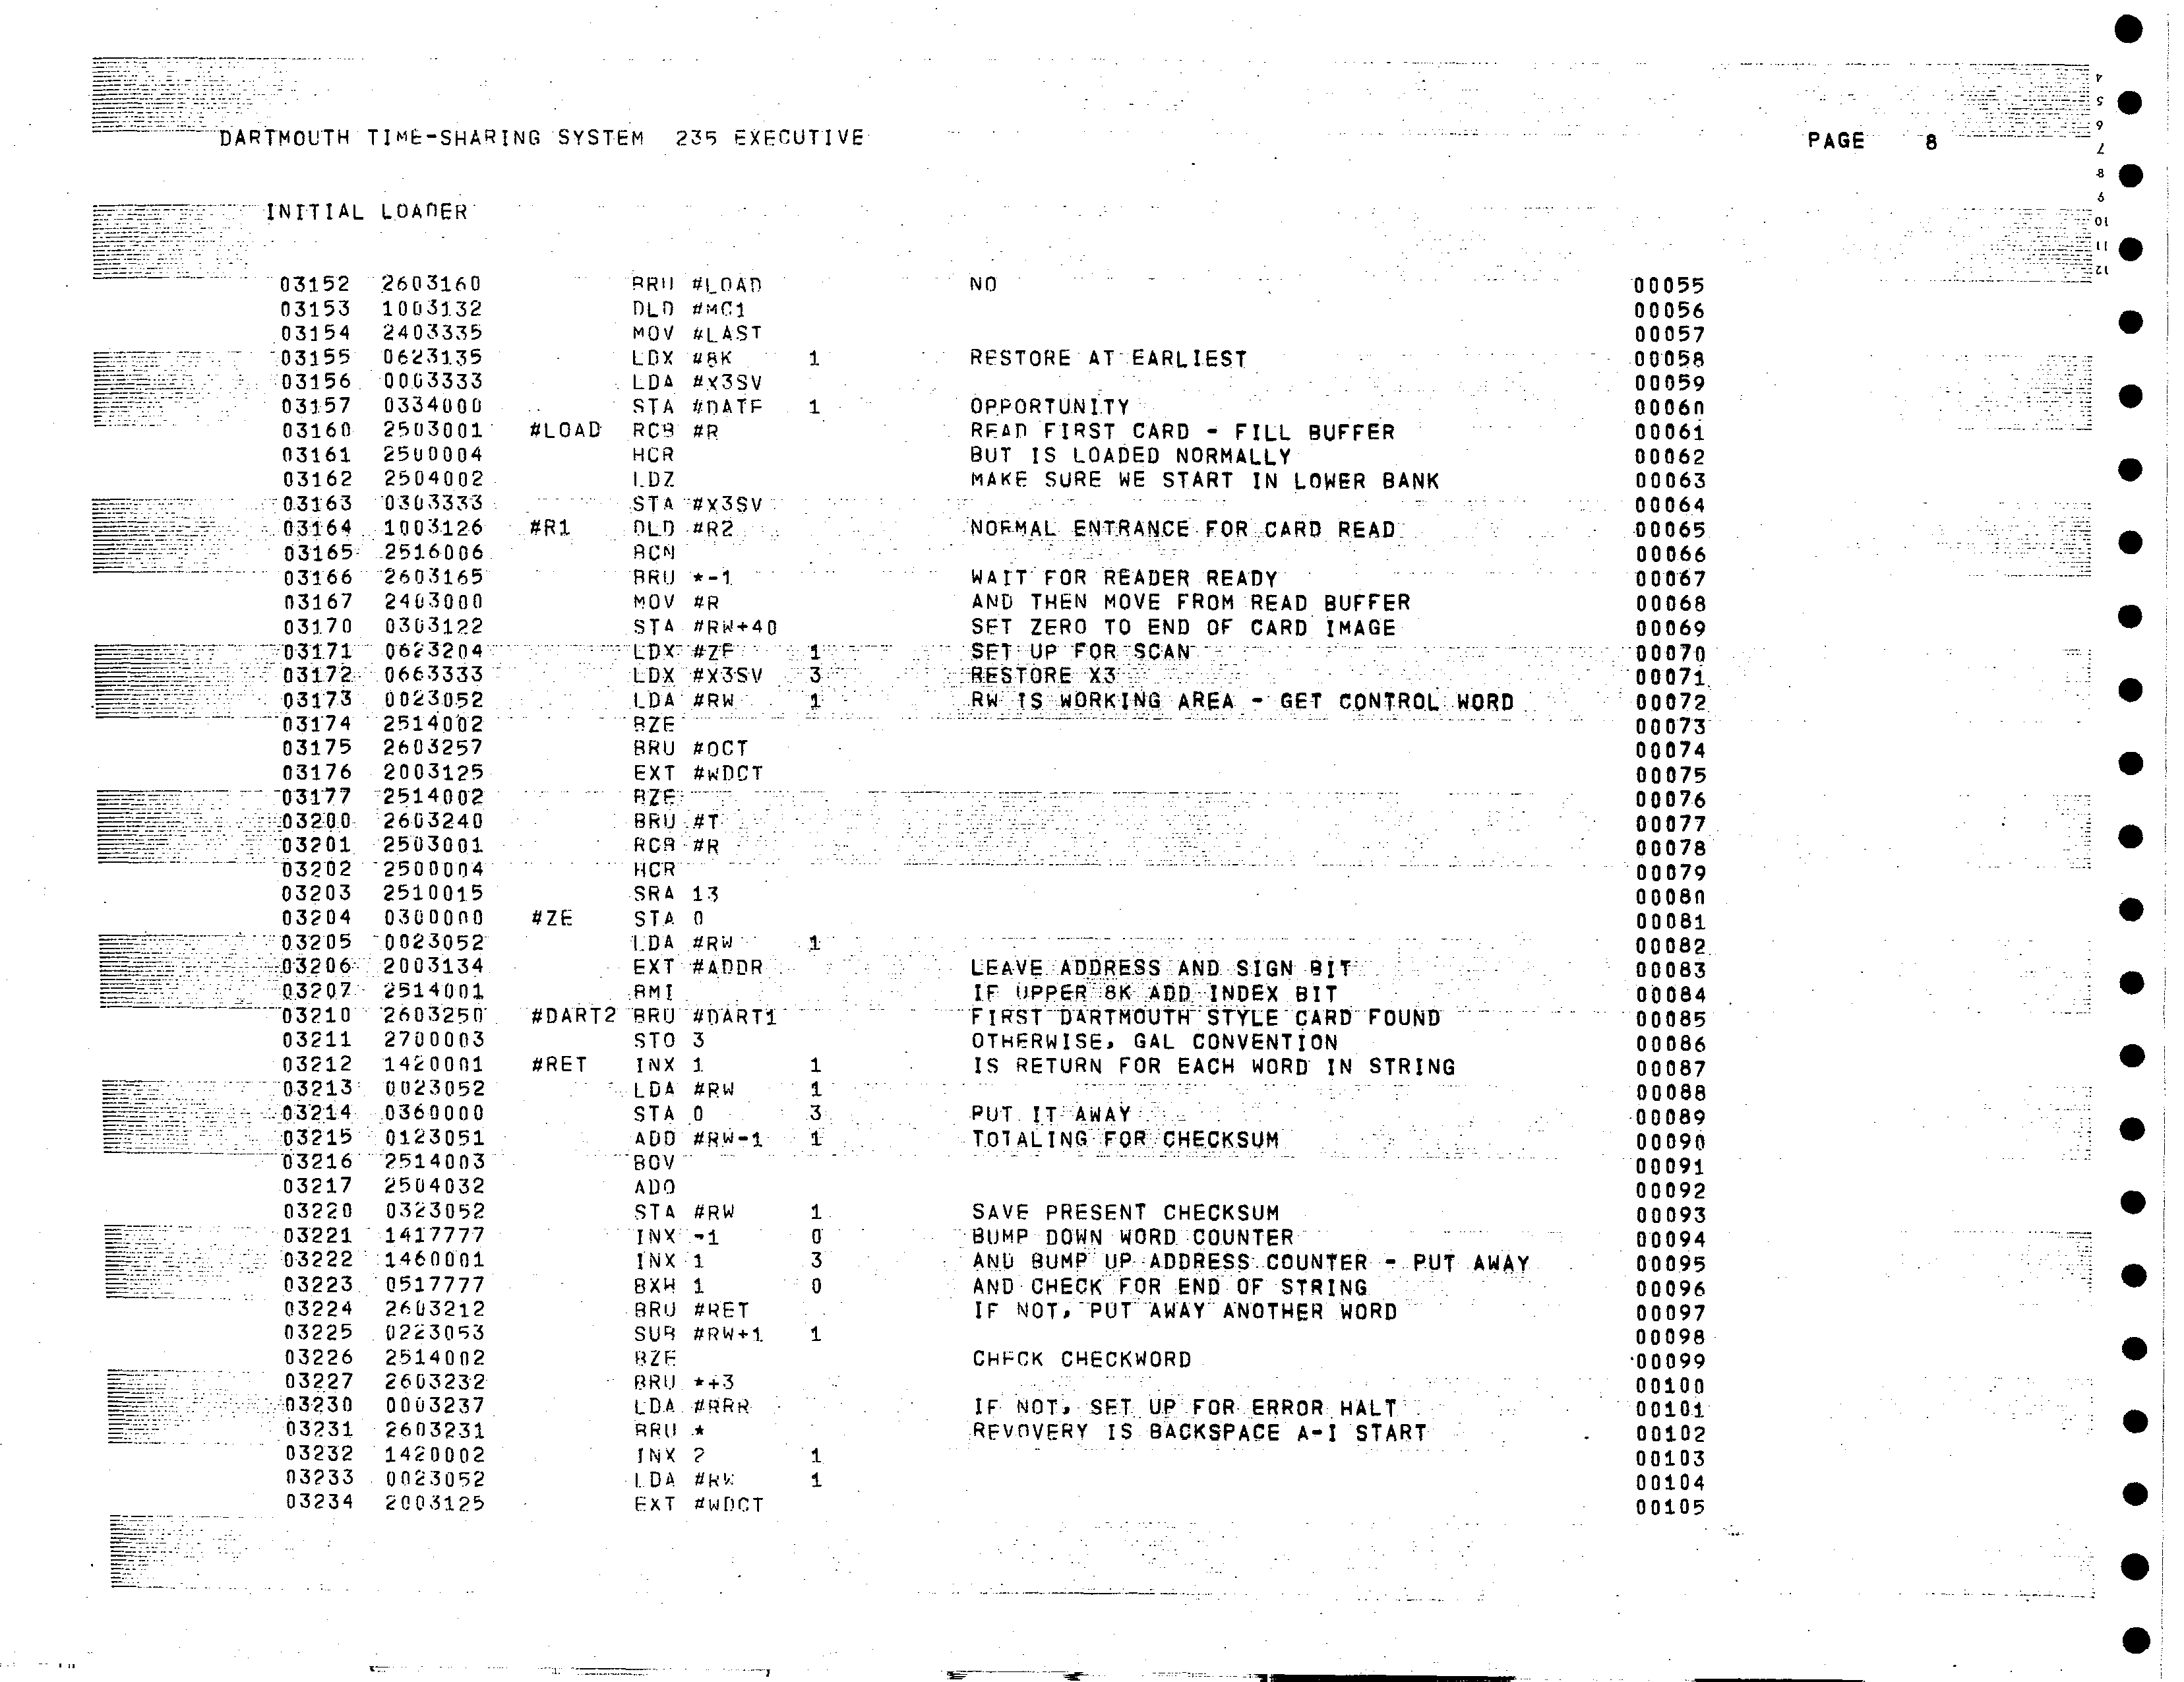 DARTMOUTH TIME-SHARING SYSTEM 235 EXECUTIVE PAGE 8
INITIAL LOADER
03152 2603160 BRU #LOAD NO 00055
03153 1003132 DLD #MC1 00056
03154 2403335 MOV #LAST 00057
03155 0623135 LDX #8K 1 RESTORE AT EARLIEST 00058
03156 0003333 LDA #X3SV 00059
03157 0334000 STA #DATE 1 OPPORTUNITY 00060
03160 2503001 #LOAD RCB #R READ FIRST CARD - FILL BUFFER 00061
03161 2500004 HCR BUT IS LOADED NORMALLY 00062
03162 2504002 LDZ MAKE SURE WE START IN LOWER BANK 00063
03163 0303333 STA #X3SV 00064
03164 1003126 #R1 DLD #R2 NORMAL ENTRANCE FOR CARD READ 00065
03165 2516006 BCN 00066
03166 2603165 BRU *-1 WAIT FOR READER READY 00067
03167 2403000 MOV #R AND THEN MOVE FROM READ BUFFER 00068
03170 0303122 STA #RW+40 SET ZERO TO END OF CARD IMAGE 00069
03171 0623204 LDX #ZE 1 SET UP FOR SCAN 00070
03172 0663333 LDX #X3SV 3 RESTORE X3 00071
03173 0023052 LDA #RW 1 RW IS WORKING AREA - GET CONTROL WORD 00072
03174 2514002 BZE 00073
03175 2603257 BRU #OCT 00074
03176 2003125 EXT #WDCT 00075
03177 2514002 BZE 00076
03200 2603240 BRU #T 00077
03201 2503001 RCB #R 00078
03202 2500004 HCR 00079
03203 2510015 SRA 13 00080
03204 0300000 #ZE STA 0 00081
03205 0023052 LDA #RW 1 00082
03206 2003134 EXT #ADDR LEAVE ADDRESS AND SIGN BIT 00083
03207 2514001 BMI IF UPPER 8K ADD INDEX BIT 00084
03210 2603250 #DART2 BRU #DART1 FIRST DARTMOUTH STYLE CARD FOUND 00085
03211 2700003 STO 3 OTHERWISE, GAL CONVENTION 00086
03212 1420001 #RET INX 1 1 IS RETURN FOR EACH WORD IN STRING 00087
03213 0023052 LDA #RW 1 00088
03214 0360000 STA 0 3 PUT IT AWAY 00089
03215 0123051 ADD #RW-1 1 TOTALING FOR CHECKSUM 00090
03216 2514003 BOV 00091
03217 2504032 ADO 00092
03220 0323052 STA #RW 1 SAVE PRESENT CHECKSUM 00093
03221 1417777 INX -1 0 BUMP DOWN WORD COUNTER 00094
03222 1460001 INX 1 3 AND BUMP UP ADDRESS COUNTER - PUT AWAY 00095
03223 0517777 BXH 1 0 AND CHECK FOR END OF STRING 00096
03224 2603212 BRU #RET IF NOT, PUT AWAY ANOTHER WORD 00097
03225 0223053 SUB #RW+1 1 00098
03226 2514002 BZE CHECK CHECKWORD 00099
03227 2603232 BRU *+3 00100
03230 0003237 LDA #RRR IF NOT, SET UP FOR ERROR HALT 00101
03231 2603231 BRU * REVOVERY IS BACKSPACE A-I START 00102
03232 1420002 INX 2 1 00103
03233 0023052 LDA #RW 1 00104
03234 2003125 EXT #WDCT 00105
4
5
6
7
8
9
10
11
12